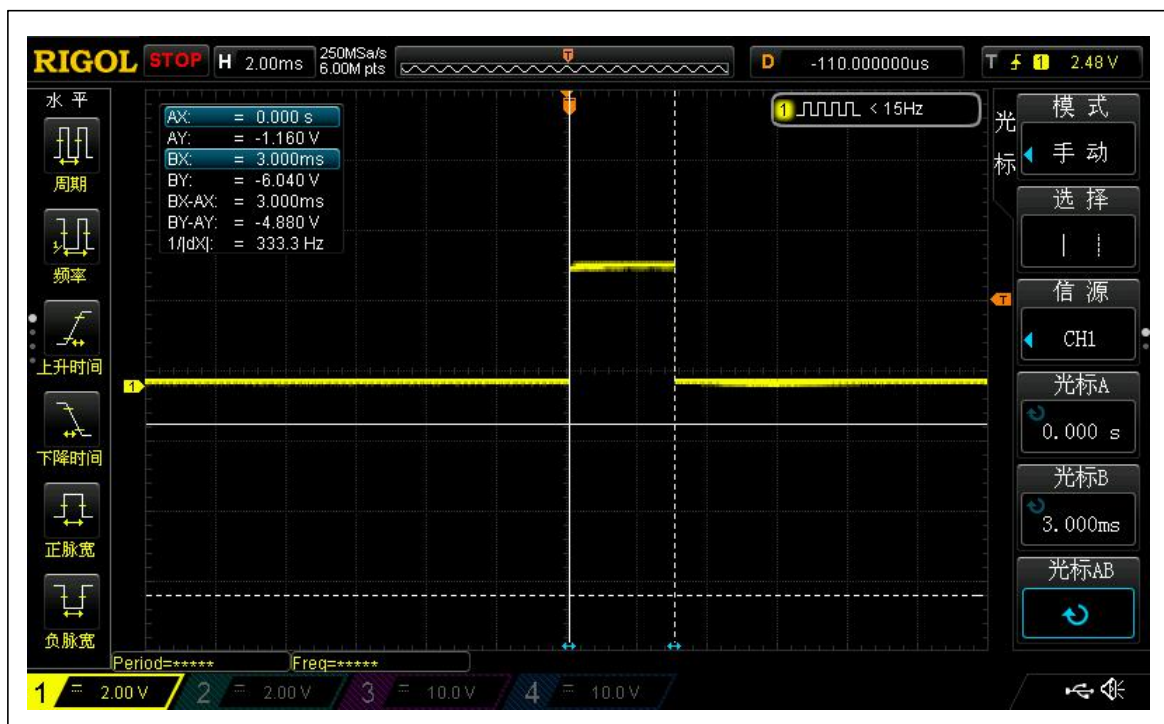 RIGOL STOP H 2.00ms 250MSa/s 6.00M pts T D -110.000000us T 1 2.48 V
水平
周期
频率
上升时间
下降时间
正脉宽
负脉宽
AX: = 0.000 s
AY: = -1.160 V
BX: = 3.000ms
BY: = -6.040 V
BX-AX: = 3.000ms
BY-AY: = -4.880 V
1/|dX|: = 333.3 Hz
T
1 < 15Hz
1
T
光标
模式
手动
选择
信源
CH1
光标A
0.000 s
光标B
3.000ms
光标AB
Period=***** Freq=*****
1 = 2.00 V 2 = 2.00 V 3 = 10.0 V 4 = 10.0 V